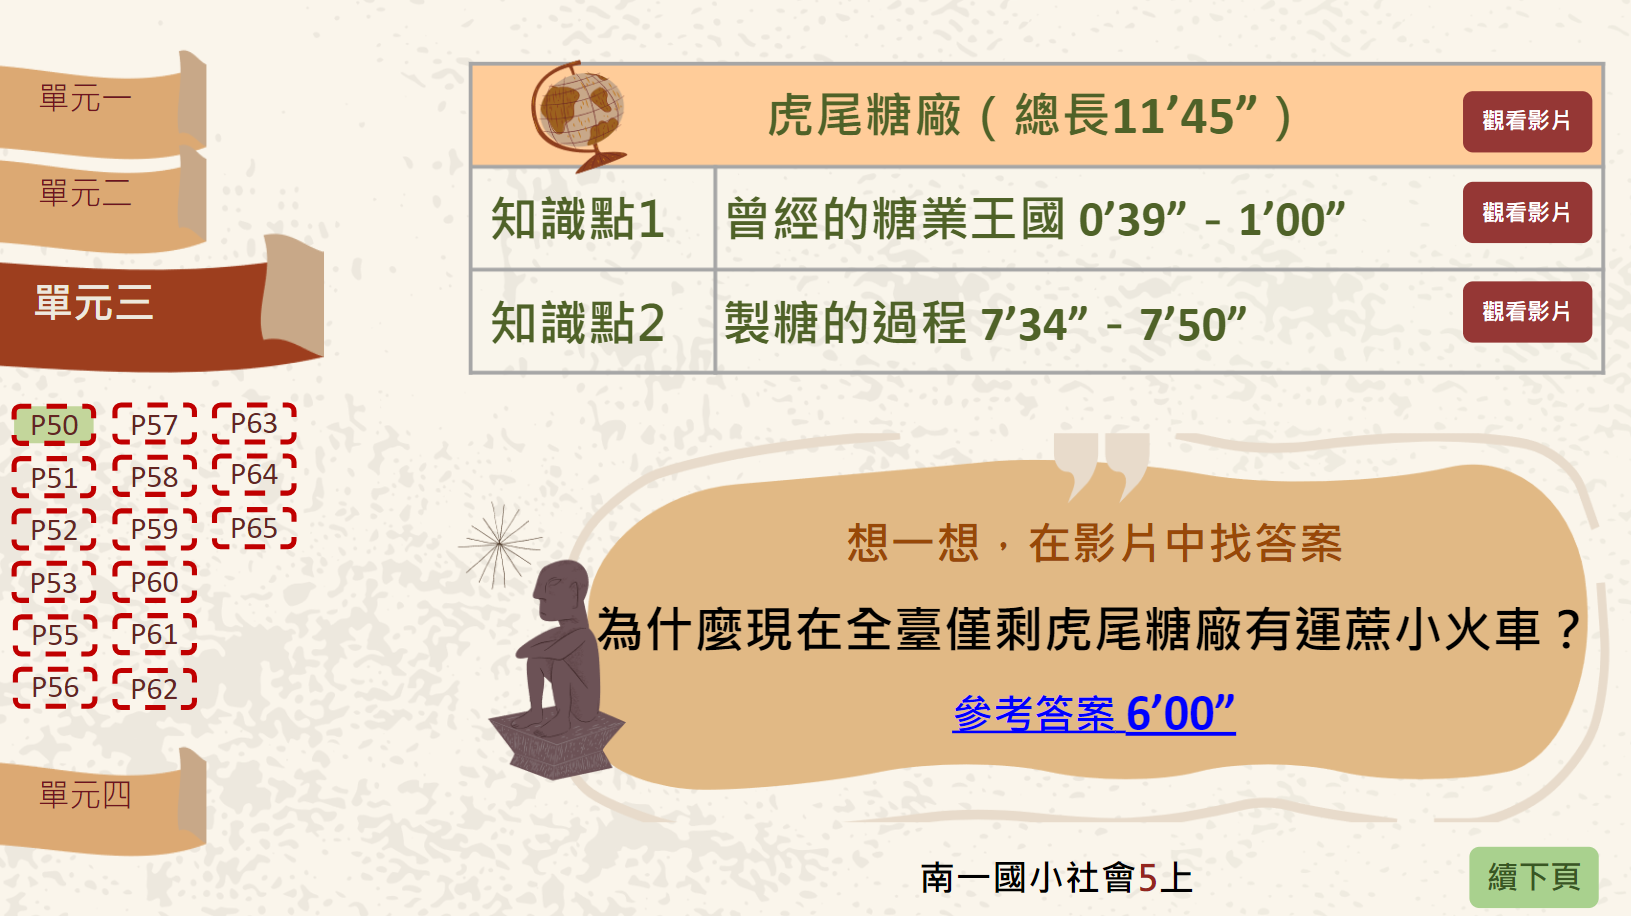 單元一
單元二
單元三
P50 P57 P63
P51 P58 P64
P52 P59 P65
P53 P60
P55 P61
P56 P62
單元四
虎尾糖廠（總長11’45”） 觀看影片
知識點1 曾經的糖業王國 0’39” - 1’00” 觀看影片
知識點2 製糖的過程 7’34” - 7’50” 觀看影片
想一想，在影片中找答案
為什麼現在全臺僅剩虎尾糖廠有運蔗小火車？
參考答案 6’00”
南一國小社會5上
續下頁